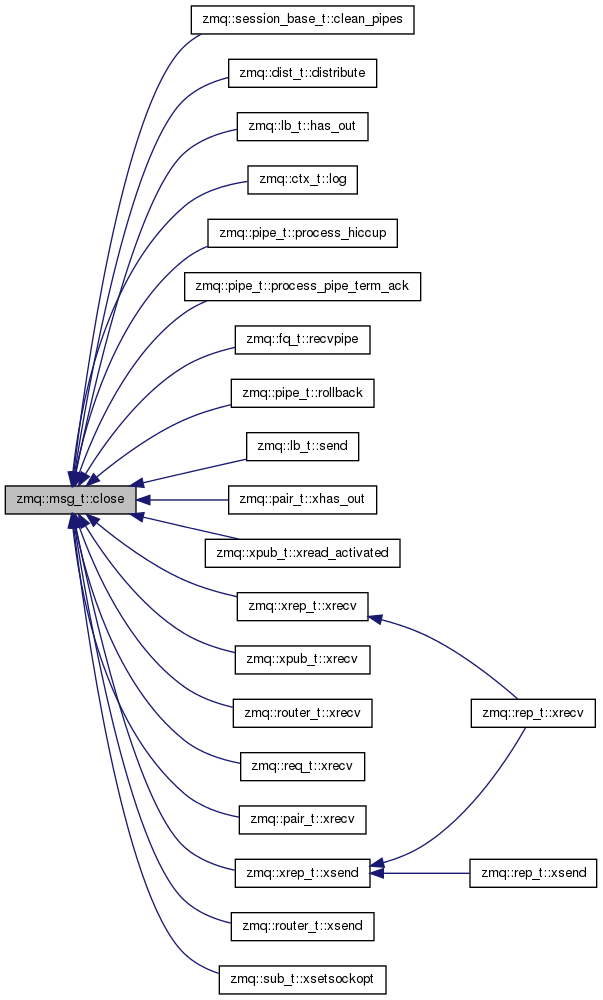 zmq::session_base_t::clean_pipes
zmq::dist_t::distribute
zmq::lb_t::has_out
zmq::ctx_t::log
zmq::pipe_t::process_hiccup
zmq::pipe_t::process_pipe_term_ack
zmq::fq_t::recvpipe
zmq::pipe_t::rollback
zmq::lb_t::send
zmq::msg_t::close
zmq::pair_t::xhas_out
zmq::xpub_t::xread_activated
zmq::xrep_t::xrecv
zmq::xpub_t::xrecv
zmq::router_t::xrecv
zmq::rep_t::xrecv
zmq::req_t::xrecv
zmq::pair_t::xrecv
zmq::xrep_t::xsend
zmq::rep_t::xsend
zmq::router_t::xsend
zmq::sub_t::xsetsockopt